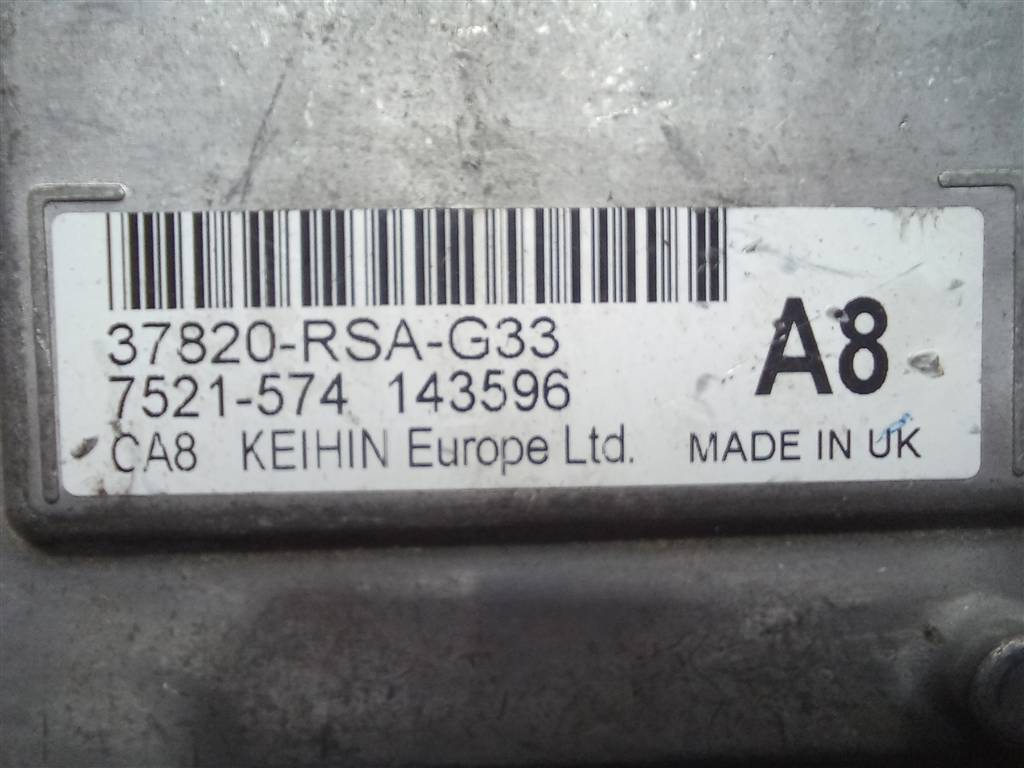 37820-RSA-G33
7521-574 143596
A8
CA8 KEIHIN Europe Ltd. MADE IN UK